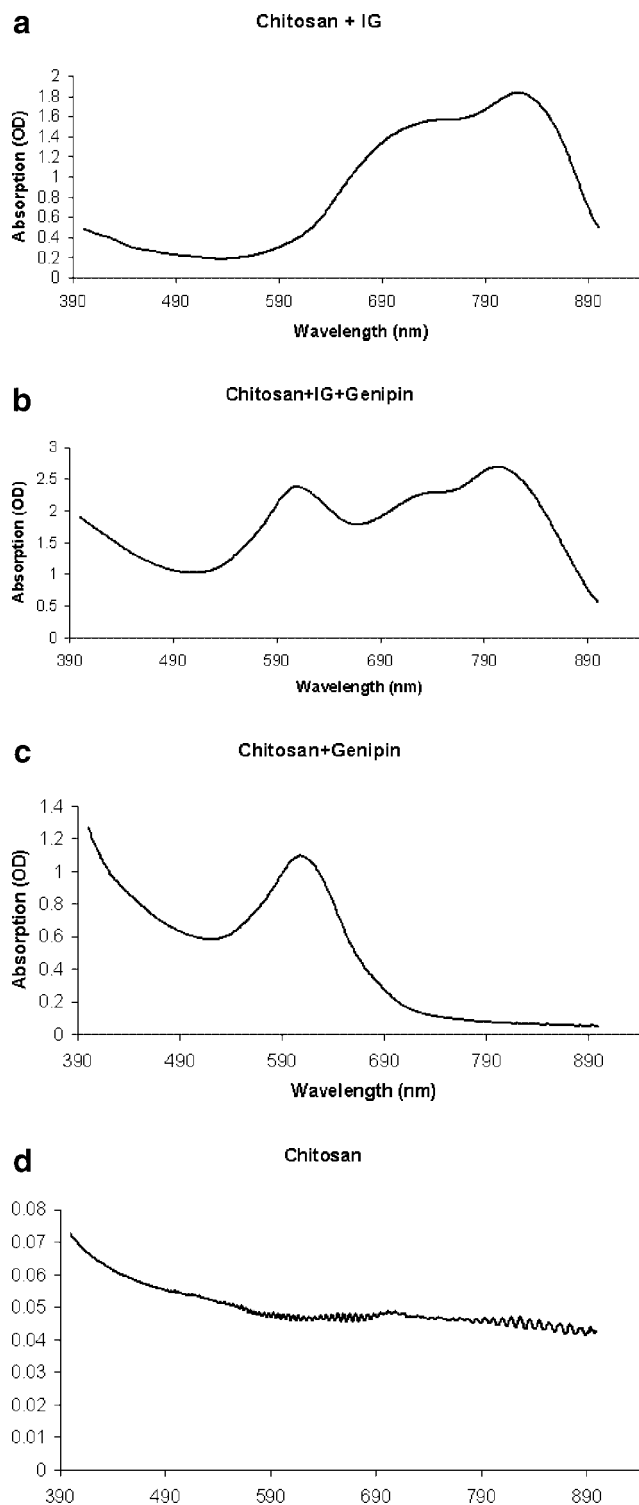 a
Chitosan + IG
Absorption (OD)
2
1.8
1.6
1.4
1.2
1
0.8
0.6
0.4
0.2
0
390 490 590 690 790 890
Wavelength (nm)
b
Chitosan+IG+Genipin
Absorption (OD)
3
2.5
2
1.5
1
0.5
0
390 490 590 690 790 890
Wavelength (nm)
c
Chitosan+Genipin
Absorption (OD)
1.4
1.2
1
0.8
0.6
0.4
0.2
0
390 490 590 690 790 890
Wavelength (nm)
d
Chitosan
0.08
0.07
0.06
0.05
0.04
0.03
0.02
0.01
0
390 490 590 690 790 890